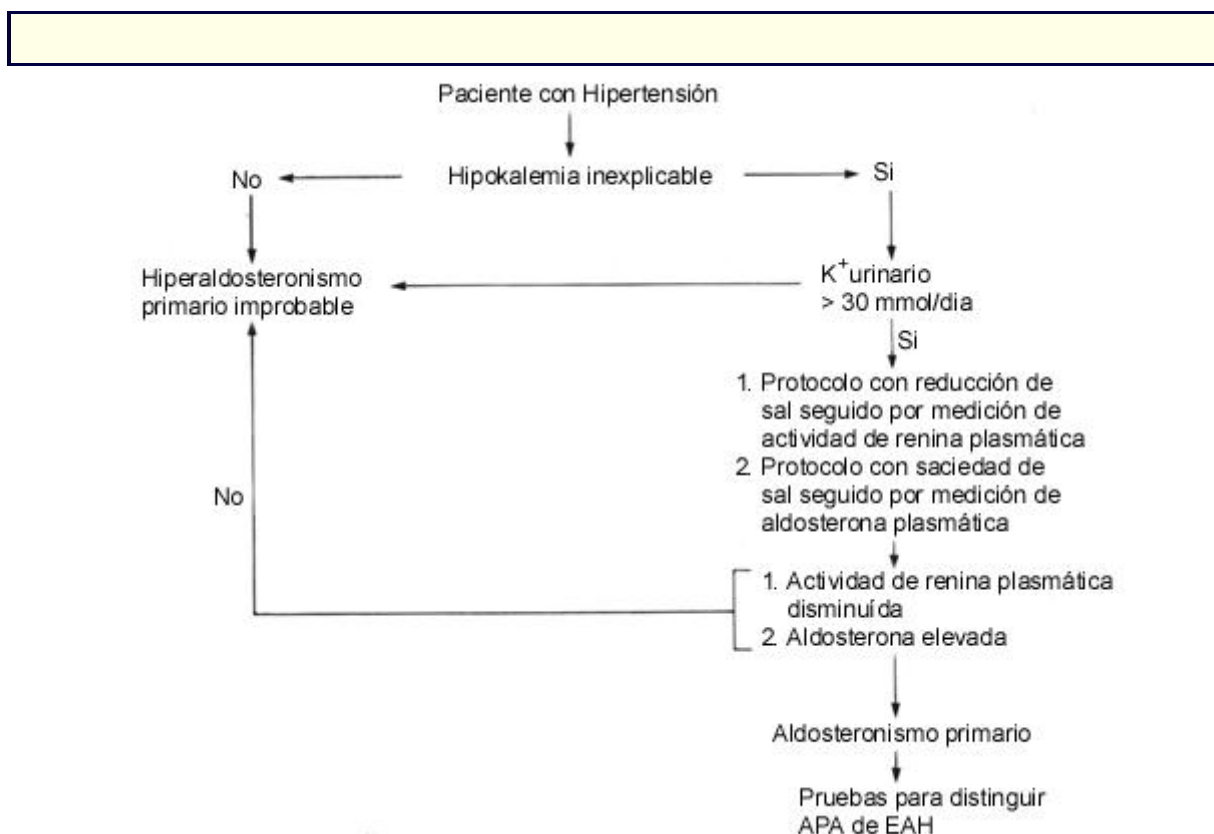 Paciente con Hipertensión
No
Hipokalemia inexplicable
Si
Hiperaldosteronismo
primario improbable
K+urinario
> 30 mmol/dia
Si
1. Protocolo con reducción de
sal seguido por medición de
actividad de renina plasmática
2. Protocolo con saciedad de
sal seguido por medición de
aldosterona plasmática
No
1. Actividad de renina plasmática
disminuída
2. Aldosterona elevada
Aldosteronismo primario
Pruebas para distinguir
APA de EAH